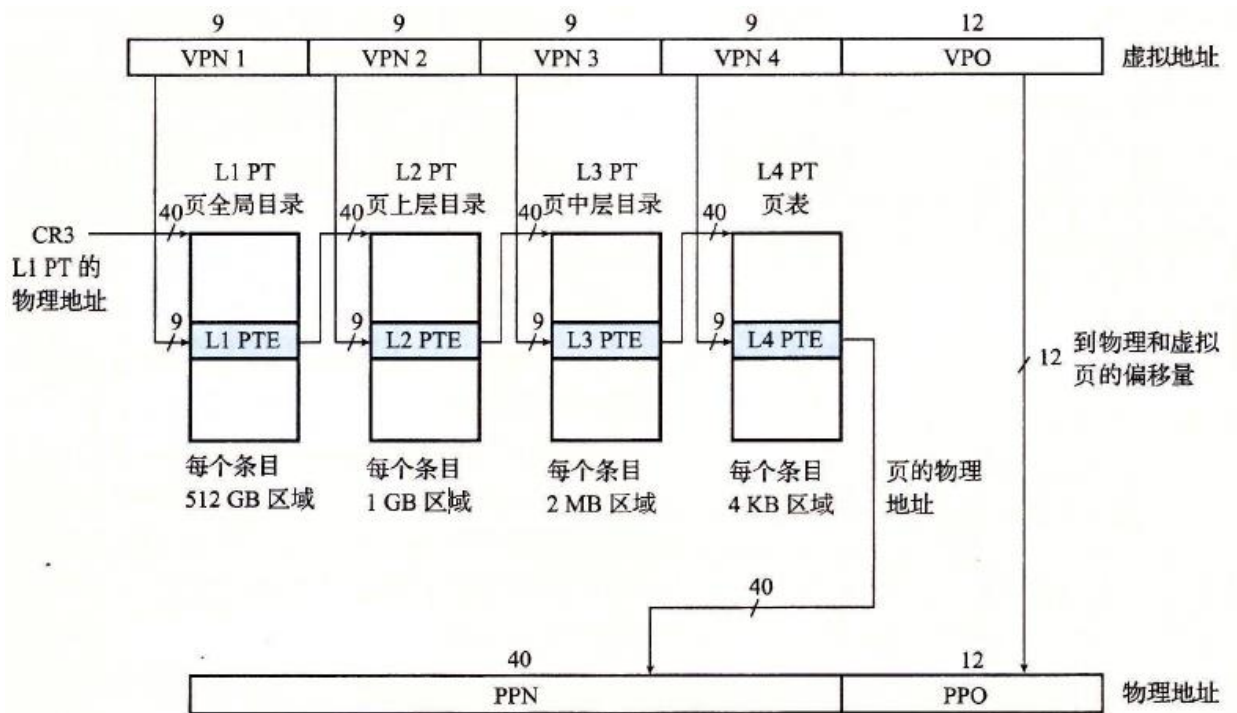 9 9 9 9 12
VPN 1 VPN 2 VPN 3 VPN 4 VPO 虚拟地址
L1 PT
页全局目录
L2 PT
页上层目录
L3 PT
页中层目录
L4 PT
页表
40 40 40 40
CR3
L1 PT 的
物理地址
9 9 9 9
L1 PTE L2 PTE L3 PTE L4 PTE
12
到物理和虚拟
页的偏移量
每个条目
512 GB 区域
每个条目
1 GB 区域
每个条目
2 MB 区域
每个条目
4 KB 区域
页的物理
地址
40
40 12
PPN PPO 物理地址